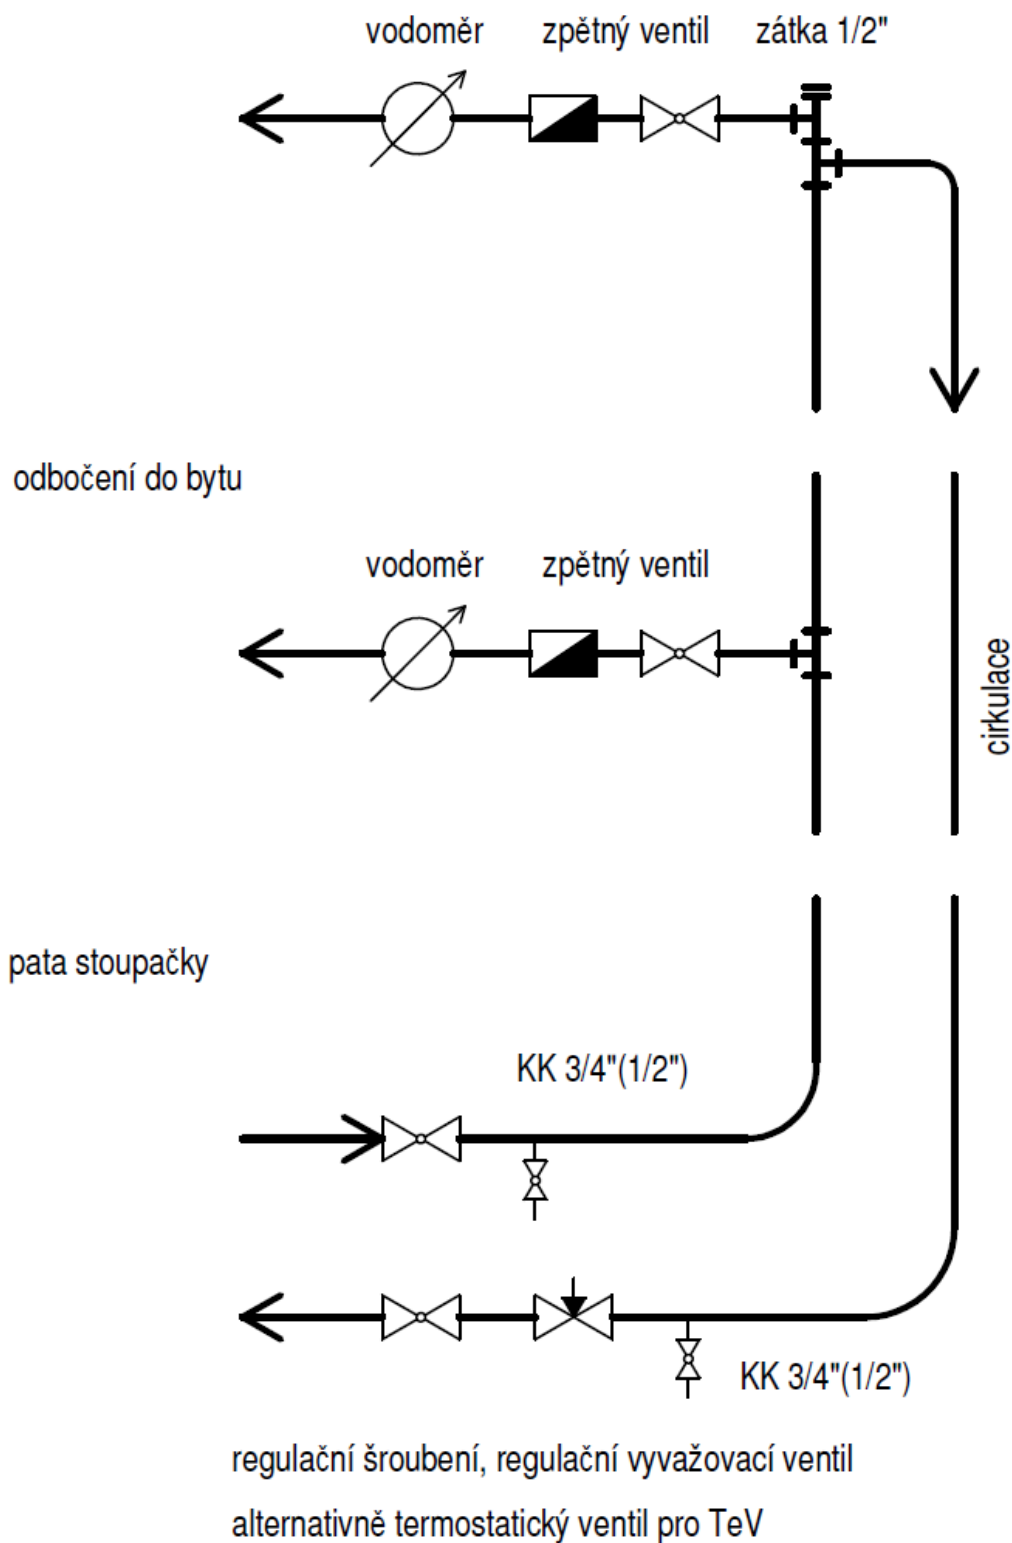 vodoměr zpětný ventil zátka 1/2"
odbočení do bytu
vodoměr zpětný ventil
cirkulace
pata stoupačky
KK 3/4"(1/2")
KK 3/4"(1/2")
regulační šroubení, regulační vyvažovací ventil
alternativně termostatický ventil pro TeV